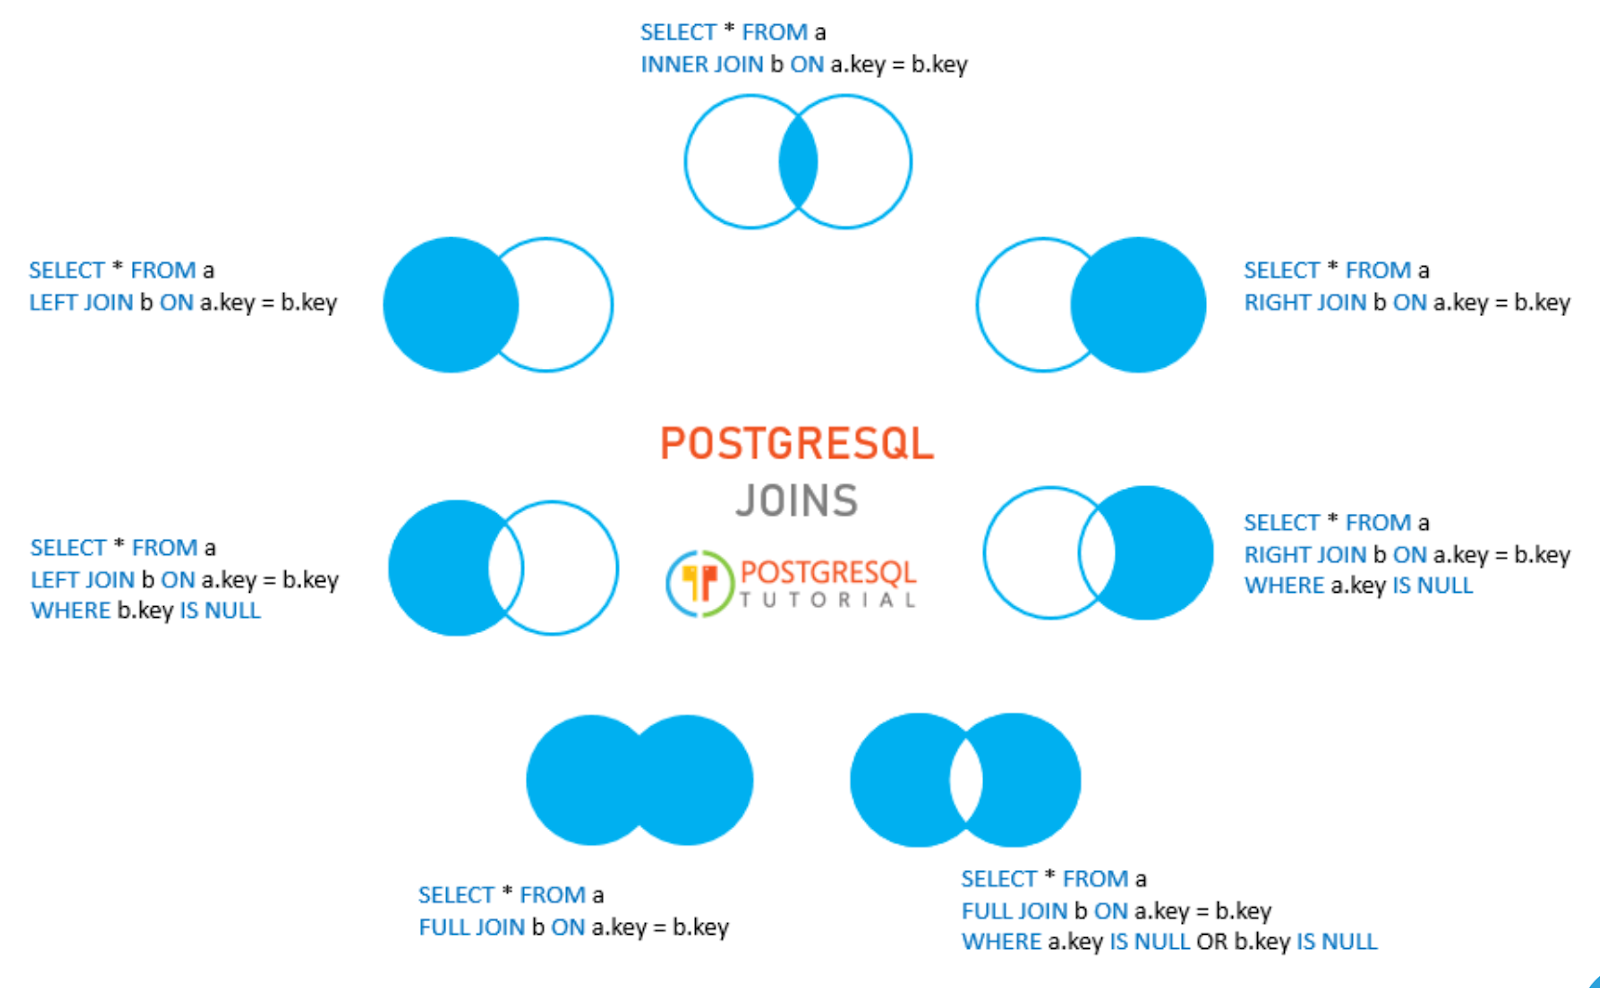 SELECT * FROM a
INNER JOIN b ON a.key = b.key
SELECT * FROM a
LEFT JOIN b ON a.key = b.key
SELECT * FROM a
RIGHT JOIN b ON a.key = b.key
POSTGRESQL
JOINS
POSTGRESQL
TUTORIAL
SELECT * FROM a
LEFT JOIN b ON a.key = b.key
WHERE b.key IS NULL
SELECT * FROM a
RIGHT JOIN b ON a.key = b.key
WHERE a.key IS NULL
SELECT * FROM a
FULL JOIN b ON a.key = b.key
SELECT * FROM a
FULL JOIN b ON a.key = b.key
WHERE a.key IS NULL OR b.key IS NULL